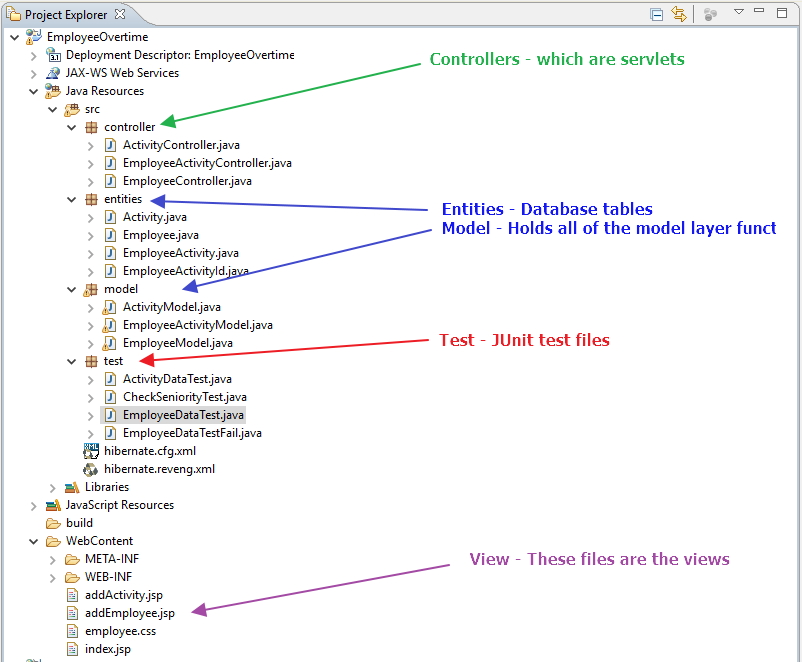 Project Explorer
EmployeeOvertime
3.1 Deployment Descriptor: EmployeeOvertime
Controllers - which are servlets
JAX-WS Web Services
Java Resources
src
controller
J ActivityController.java
J EmployeeActivityController.java
J EmployeeController.java
entities
Entities - Database tables
J Activity.java
Model - Holds all of the model layer funct
J Employee.java
J EmployeeActivity.java
J EmployeeActivityId.java
model
J ActivityModel.java
J EmployeeActivityModel.java
J EmployeeModel.java
Test - JUnit test files
test
J ActivityDataTest.java
J CheckSeniorityTest.java
J EmployeeDataTest.java
J EmployeeDataTestFail.java
XML hibernate.cfg.xml
hibernate.reveng.xml
Libraries
JavaScript Resources
build
WebContent
META-INF
View - These files are the views
WEB-INF
addActivity.jsp
addEmployee.jsp
employee.css
index.jsp